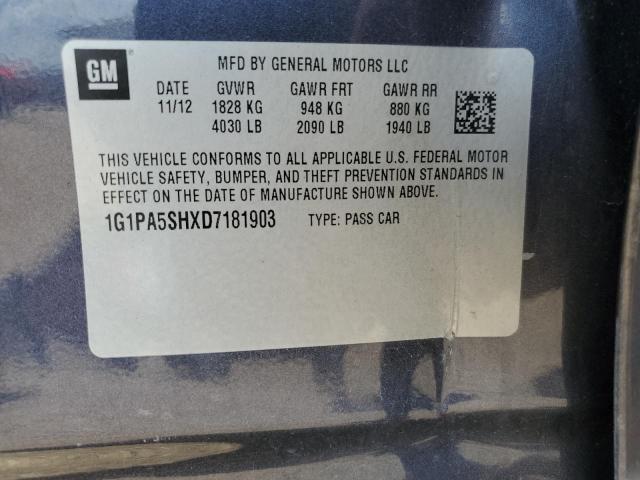 GM
MFD BY GENERAL MOTORS LLC
DATE GVWR GAWR FRT GAWR RR
11/12 1828 KG 948 KG 880 KG
4030 LB 2090 LB 1940 LB
THIS VEHICLE CONFORMS TO ALL APPLICABLE U.S. FEDERAL MOTOR
VEHICLE SAFETY, BUMPER, AND THEFT PREVENTION STANDARDS IN
EFFECT ON THE DATE OF MANUFACTURE SHOWN ABOVE.
1G1PA5SHXD7181903 TYPE: PASS CAR